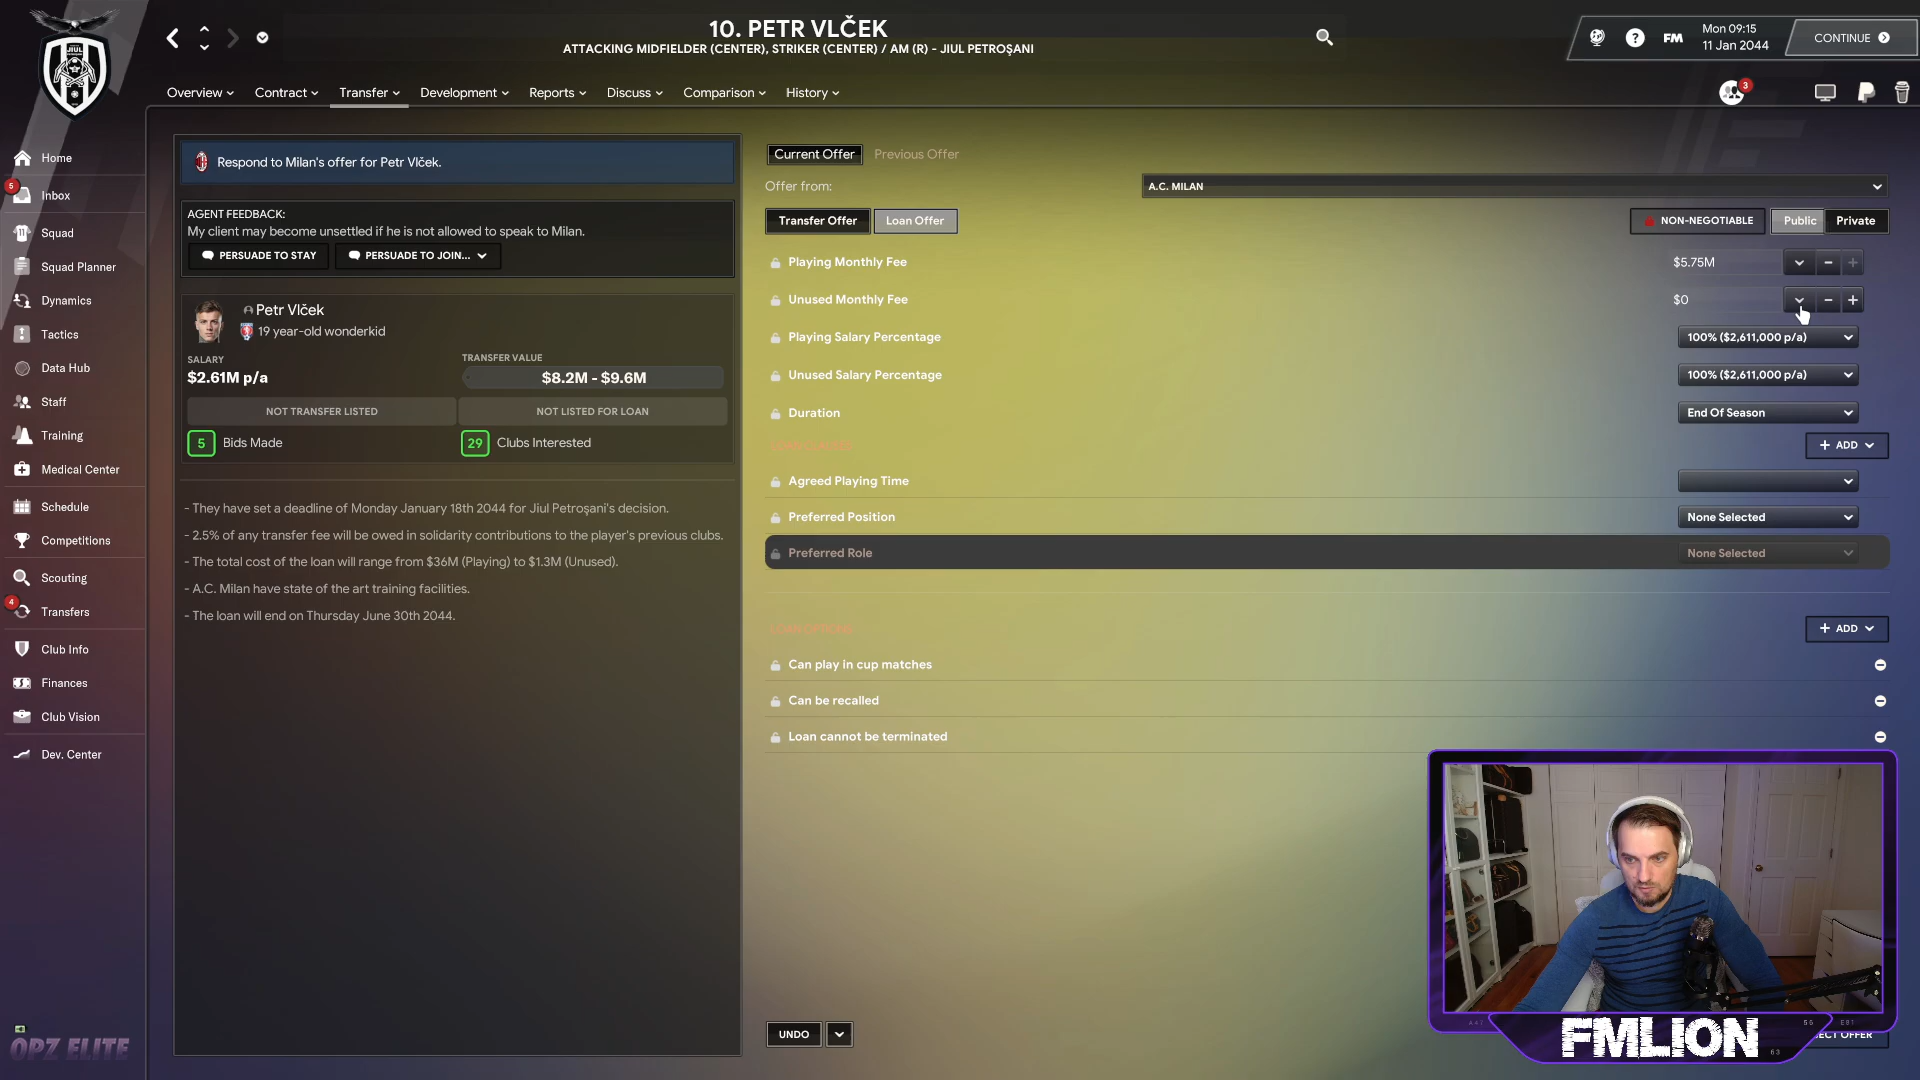 10. PETR VLČEK
ATTACKING MIDFIELDER (CENTER), STRIKER (CENTER) / AM (R) - JIUL PETROȘANI
FM
Mon 09:15
11 Jan 2044
CONTINUE
Overview
Contract
Transfer
Development
Reports
Discuss
Comparison
History
3
Home
5
Inbox
Squad
Squad Planner
Dynamics
Tactics
Data Hub
Staff
Training
Medical Center
Schedule
Competitions
Scouting
4
Transfers
Club Info
Finances
Club Vision
Dev. Center
OPZ ELITE
Respond to Milan's offer for Petr Vlček.
AGENT FEEDBACK:
My client may become unsettled if he is not allowed to speak to Milan.
PERSUADE TO STAY
PERSUADE TO JOIN...
Petr Vlček
19 year-old wonderkid
SALARY
$2.61M p/a
TRANSFER VALUE
$8.2M - $9.6M
NOT TRANSFER LISTED
NOT LISTED FOR LOAN
5 Bids Made
29 Clubs Interested
- They have set a deadline of Monday January 18th 2044 for Jiul Petroșani's decision.
- 2.5% of any transfer fee will be owed in solidarity contributions to the player's previous clubs.
- The total cost of the loan will range from $36M (Playing) to $1.3M (Unused).
- A.C. Milan have state of the art training facilities.
- The loan will end on Thursday June 30th 2044.
Current Offer
Previous Offer
Offer from:
A.C. MILAN
Transfer Offer
Loan Offer
NON-NEGOTIABLE
Public
Private
Playing Monthly Fee
$5.75M
Unused Monthly Fee
$0
Playing Salary Percentage
100% ($2,611,000 p/a)
Unused Salary Percentage
100% ($2,611,000 p/a)
Duration
End Of Season
ADD
Agreed Playing Time
Preferred Position
None Selected
Preferred Role
None Selected
LOAN OPTIONS
ADD
Can play in cup matches
Can be recalled
Loan cannot be terminated
UNDO
OFFER
FMLION